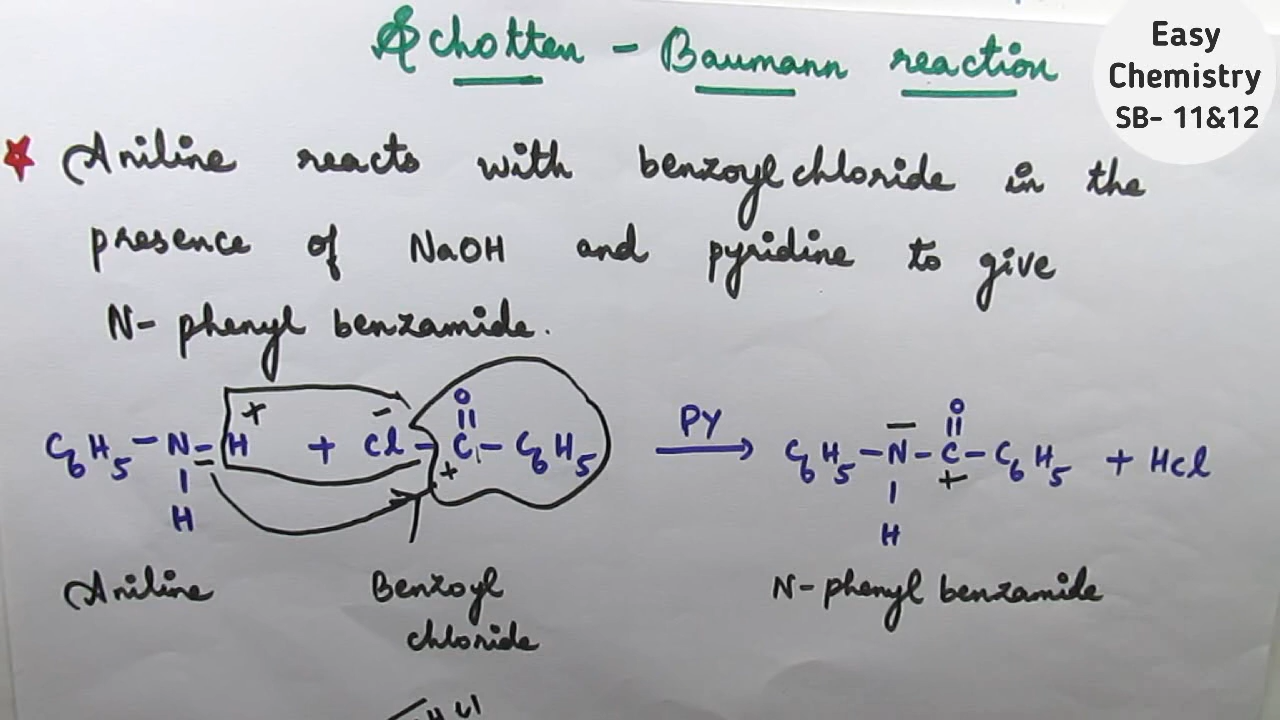 Schotten - Baumann reaction
Easy
Chemistry
SB- 11&12
Aniline reacts with benzoyl chloride in the
presence of NaOH and pyridine to give
N- phenyl benzamide.
O O
+ - || PY - ||
C6H5 - N - H + Cl - C - C6H5 → C6H5 - N - C - C6H5 + HCl
- | + | +
H H
Aniline Benzoyl N- phenyl benzamide
chloride